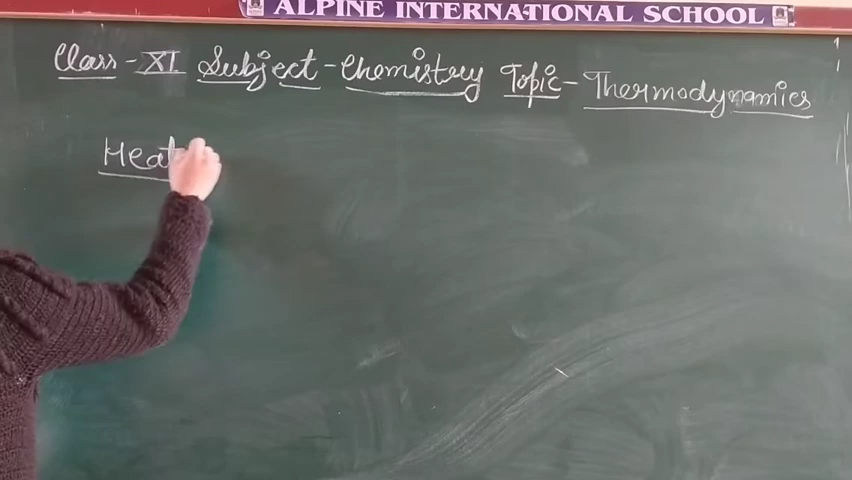 ALPINE INTERNATIONAL SCHOOL
Class - XI Subject - Chemistry Topic - Thermodynamics
Heat